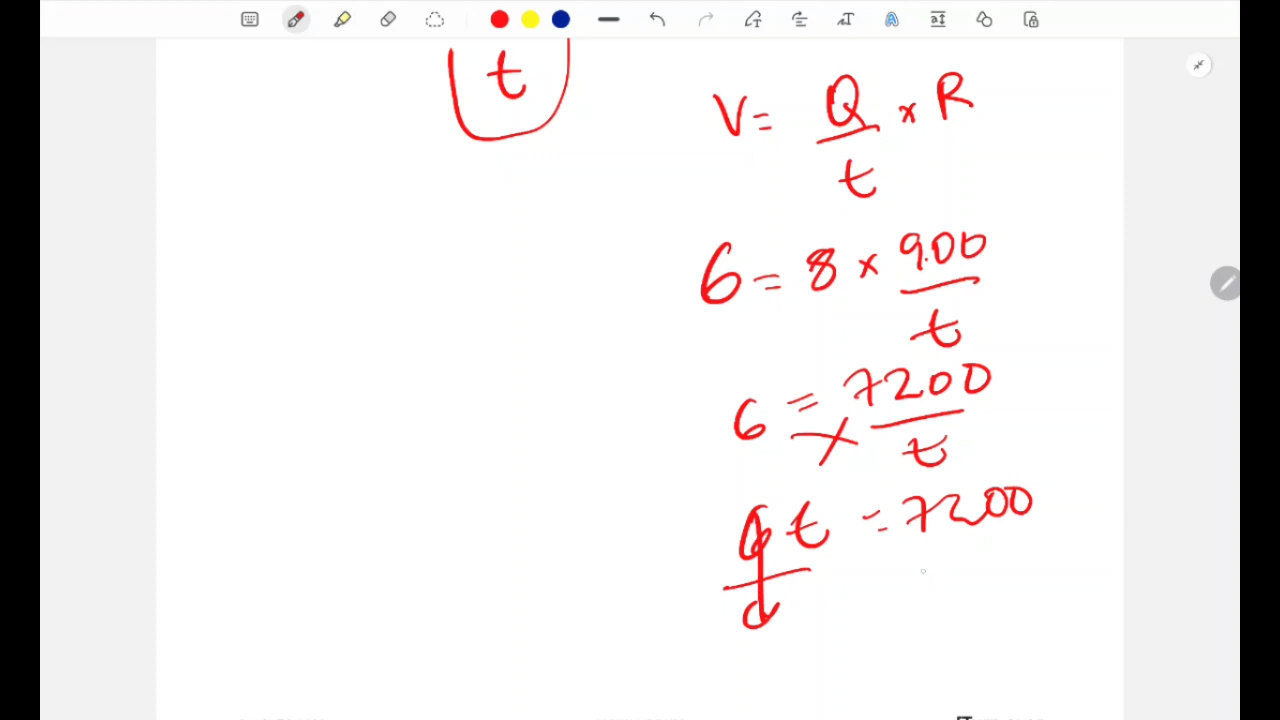 t
V = Q/t × R
6 = 8 × 900/t
6 = 7200/t
6t/6 = 7200